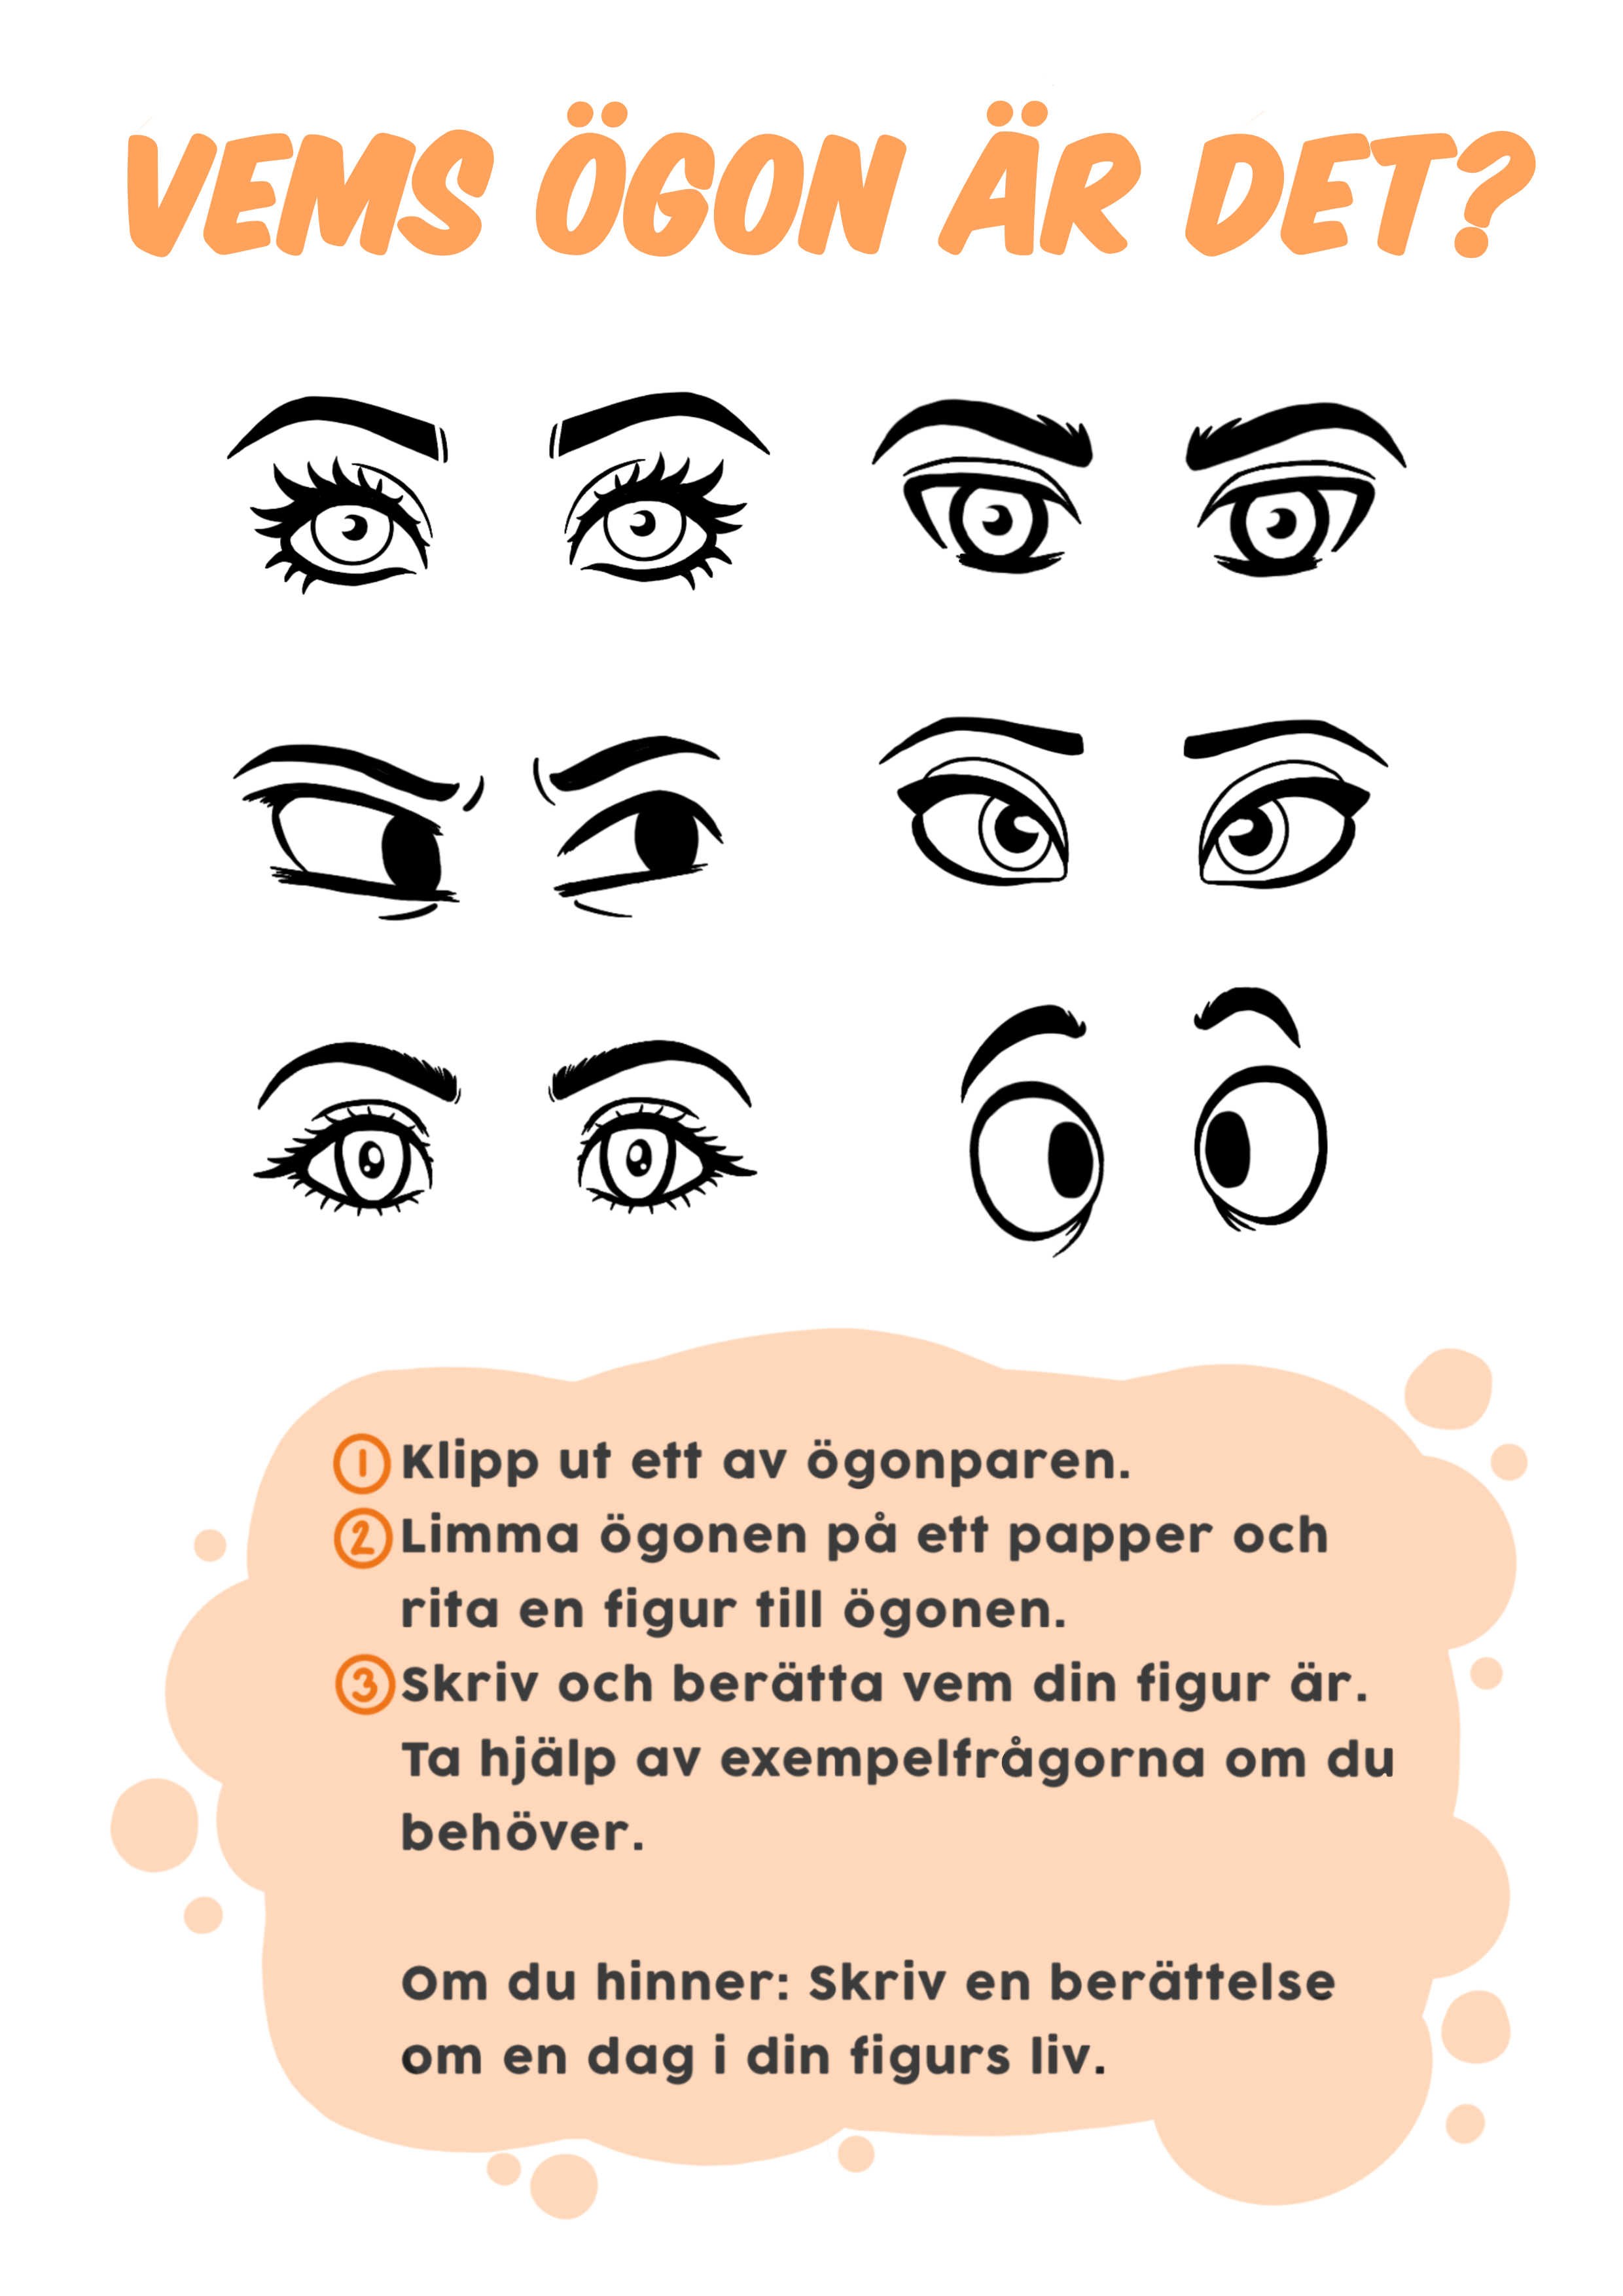 VEMS ÖGON ÄR DET?
1 Klipp ut ett av ögonparen.
2 Limma ögonen på ett papper och
rita en figur till ögonen.
3 Skriv och berätta vem din figur är.
Ta hjälp av exempelfrågorna om du
behöver.
Om du hinner: Skriv en berättelse
om en dag i din figurs liv.